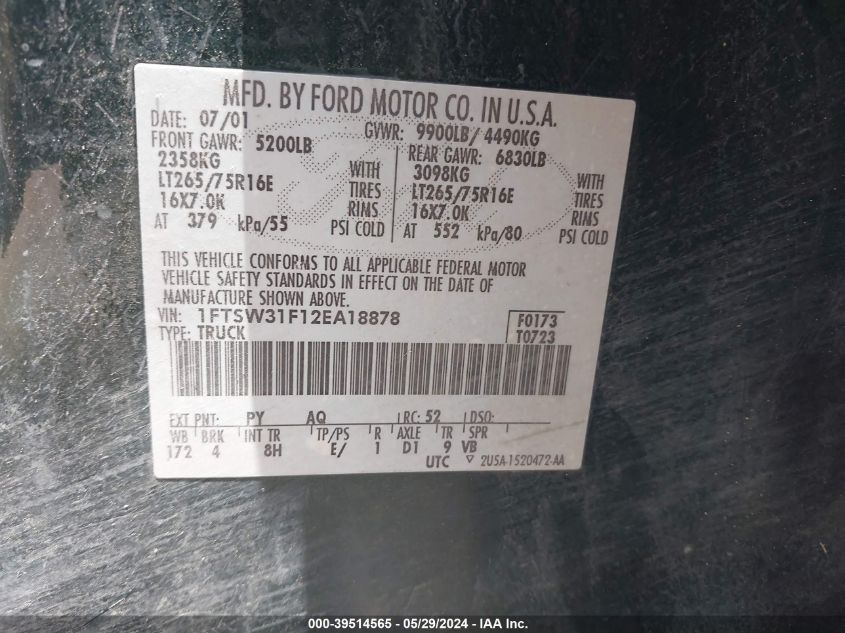 MFD. BY FORD MOTOR CO. IN U.S.A.
DATE: 07/01 GVWR: 9900LB/ 4490KG
FRONT GAWR: 5200LB REAR GAWR: 6830LB
2358KG WITH 3098KG WITH
LT265/75R16E TIRES LT265/75R16E TIRES
16X7.0K RIMS 16X7.0K RIMS
AT 379 kPa/55 PSI COLD AT 552 kPa/80 PSI COLD
THIS VEHICLE CONFORMS TO ALL APPLICABLE FEDERAL MOTOR
VEHICLE SAFETY STANDARDS IN EFFECT ON THE DATE OF
MANUFACTURE SHOWN ABOVE.
VIN: 1FTSW31F12EA18878 F0173
TYPE: TRUCK T0723
EXT PNT: PY AQ RC: 52 DSO:
WB BRK INT TR TP/PS R AXLE TR SPR
172 4 8H E/ 1 D1 9 VB
UTC ▽ 2U5A-1520472-AA
000-39514565 - 05/29/2024 - IAA Inc.